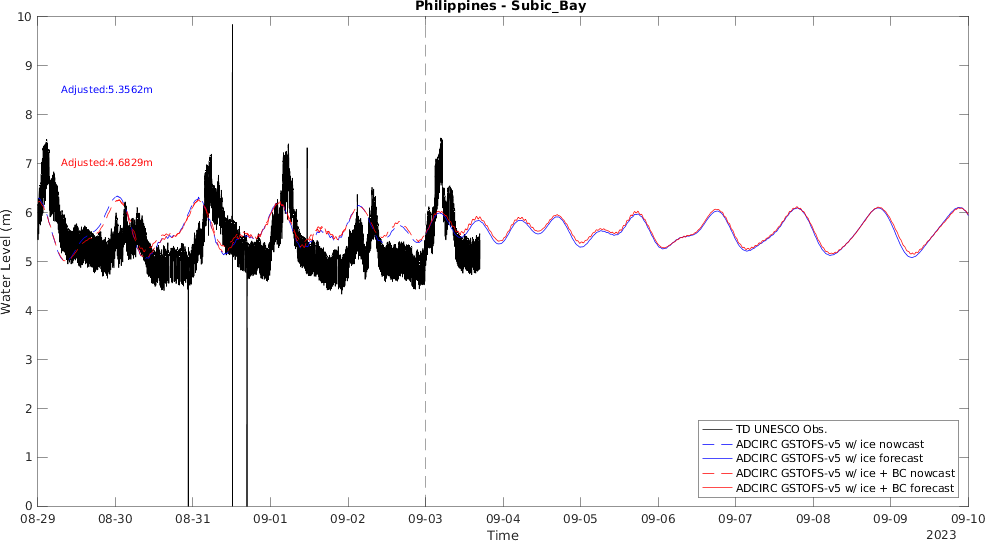 Philippines - Subic_Bay
Water Level (m)
10
9
8
7
6
5
4
3
2
1
0
Adjusted:5.3562m
Adjusted:4.6829m
TD UNESCO Obs.
ADCIRC GSTOFS-v5 w/ ice nowcast
ADCIRC GSTOFS-v5 w/ ice forecast
ADCIRC GSTOFS-v5 w/ ice + BC nowcast
ADCIRC GSTOFS-v5 w/ ice + BC forecast
08-29 08-30 08-31 09-01 09-02 09-03 09-04 09-05 09-06 09-07 09-08 09-09 09-10
Time
2023